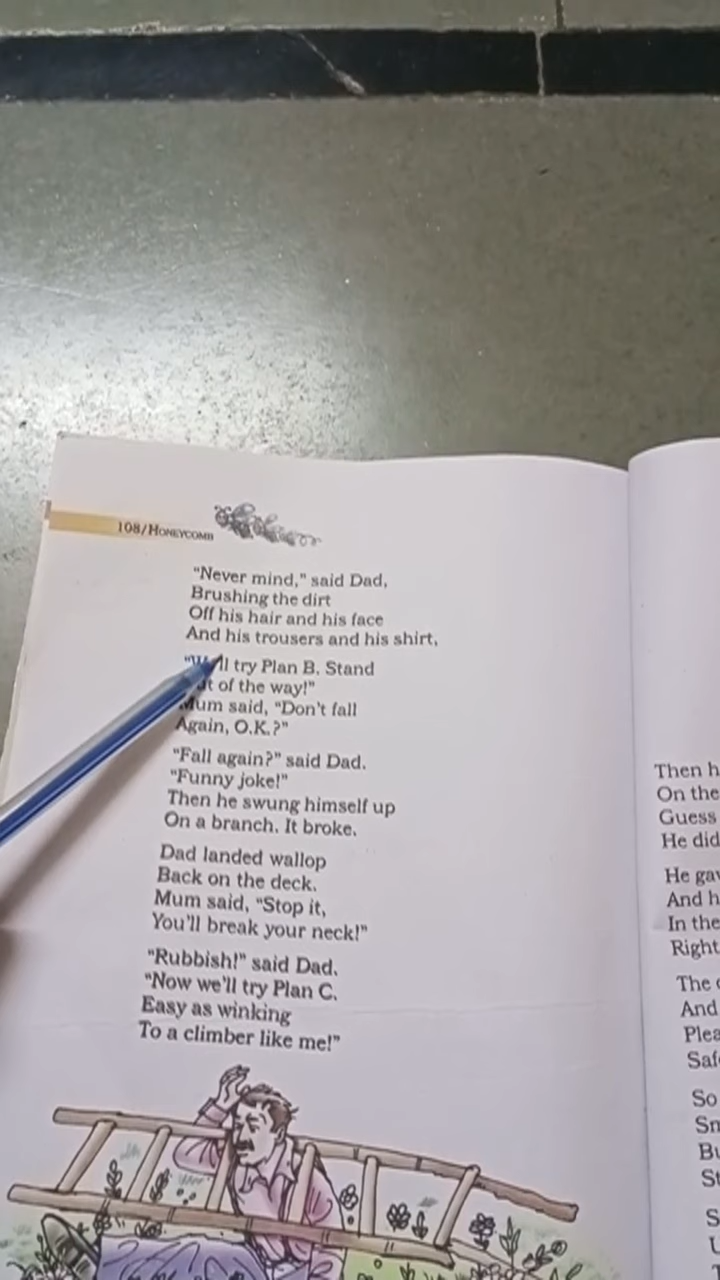 108/HONEYCOMB
"Never mind," said Dad,
Brushing the dirt
Off his hair and his face
And his trousers and his shirt,
"We'll try Plan B. Stand
Out of the way!"
Mum said, "Don't fall
Again, O.K.?"
"Fall again?" said Dad.
"Funny joke!"
Then he swung himself up
On a branch. It broke.
Dad landed wallop
Back on the deck.
Mum said, "Stop it,
You'll break your neck!"
"Rubbish!" said Dad.
"Now we'll try Plan C.
Easy as winking
To a climber like me!"
Then h
On the
Guess
He did
He gav
And h
In the
Right
The
And
Plea
Saf
So
Sn
Bu
St
S